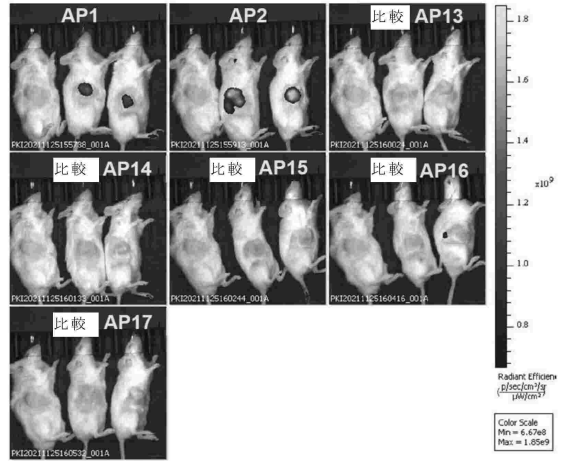 AP1
AP2
比較 AP13
PKI20211125155738_001A
PKI20211125155913_001A
PKI20211125160024_001A
比較 AP14
比較 AP15
比較 AP16
PKI20211125160133_001A
PKI20211125160244_001A
PKI20211125160416_001A
比較 AP17
PKI20211125160532_001A
1.8
1.6
1.4
x10⁹
1.2
1.0
0.8
Radiant Efficien
(p/sec/cm²/sr
µW/cm²)
Color Scale
Min = 6.67e8
Max = 1.85e9